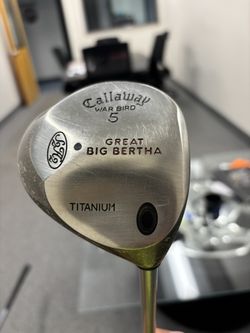 Callaway
WAR BIRD
5
GREAT
BIG BERTHA
TITANIUM